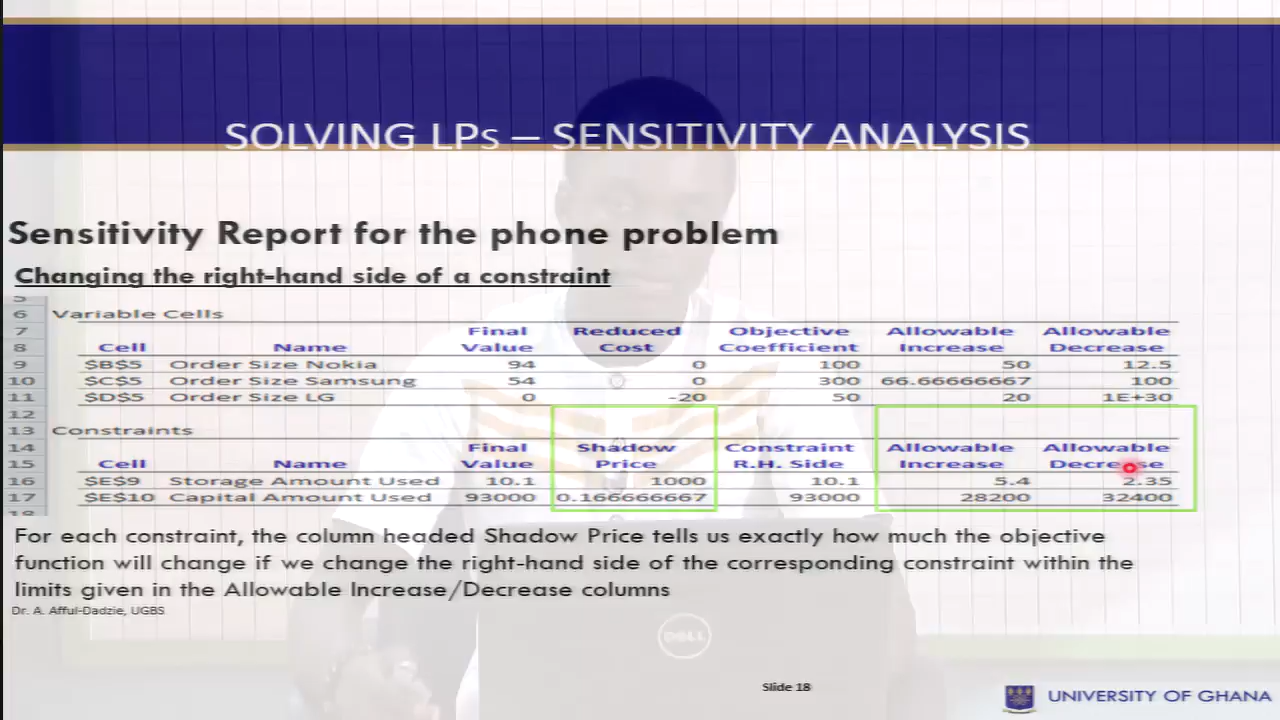 SOLVING LPs – SENSITIVITY ANALYSIS
Sensitivity Report for the phone problem
Changing the right-hand side of a constraint
5
6 Variable Cells
7 Final Reduced Objective Allowable Allowable
8 Cell Name Value Cost Coefficient Increase Decrease
9 $B$5 Order Size Nokia 94 0 100 50 12.5
10 $C$5 Order Size Samsung 54 0 300 66.66666667 100
11 $D$5 Order Size LG 0 -20 50 20 1E+30
12
13 Constraints
14 Final Shadow Constraint Allowable Allowable
15 Cell Name Value Price R.H. Side Increase Decrease
16 $E$9 Storage Amount Used 10.1 1000 10.1 5.4 2.35
17 $E$10 Capital Amount Used 93000 0.166666667 93000 28200 32400
18
For each constraint, the column headed Shadow Price tells us exactly how much the objective
function will change if we change the right-hand side of the corresponding constraint within the
limits given in the Allowable Increase/Decrease columns
Dr. A. Afful-Dadzie, UGBS
DELL
Slide 18
UNIVERSITY OF GHANA